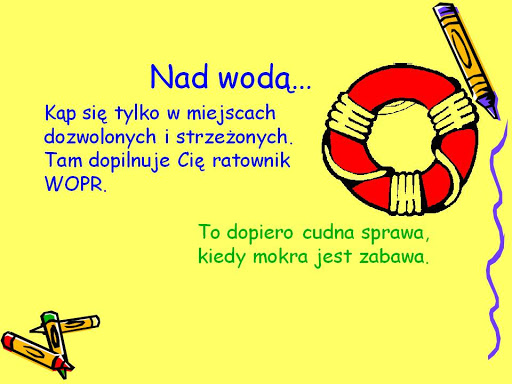 Nad wodą...
Kąp się tylko w miejscach
dozwolonych i strzeżonych.
Tam dopilnuje Cię ratownik
WOPR.
To dopiero cudna sprawa,
kiedy mokra jest zabawa.